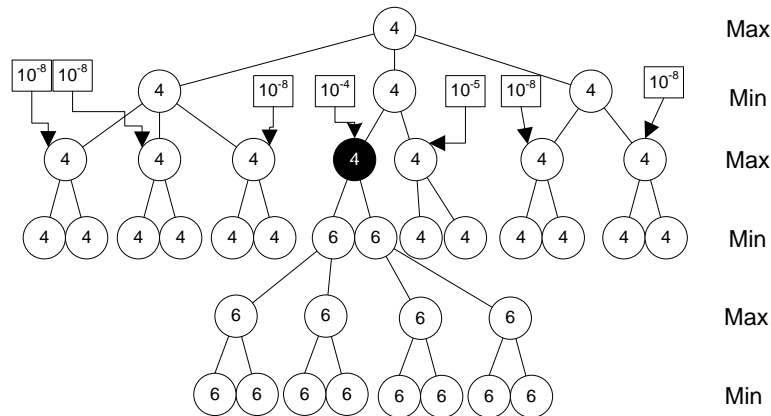 4 Max
10⁻⁸ 10⁻⁸ 10⁻⁸ 10⁻⁴ 10⁻⁵ 10⁻⁸ 10⁻⁸
4 4 4 Min
4 4 4 4 4 4 4 Max
4 4 4 4 4 4 6 6 4 4 4 4 4 4 Min
6 6 6 6 Max
6 6 6 6 6 6 6 6 Min